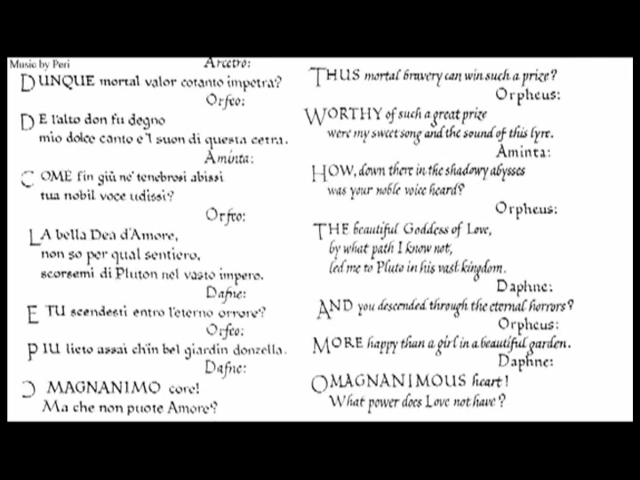 Music by Peri
Arcetro:
DUNQUE mortal valor cotanto impetra?
Orfeo:
DE l'alto don fu degno
mio dolce canto e 'l suon di questa cetra.
Aminta:
COME fin giù ne' tenebrosi abissi
tua nobil voce udissi?
Orfeo:
LA bella Dea d'Amore,
non so por qual sentiero,
scorsemi di Pluton nel vasto impero.
Dafne:
E TU scendesti entro l'eterno orrore?
Orfeo:
PIU lieto assai ch'in bel giardin donzella.
Dafne:
O MAGNANIMO core!
Ma che non puote Amore?
THUS mortal bravery can win such a prize?
Orpheus:
WORTHY of such a great prize
were my sweet song and the sound of this lyre.
Aminta:
HOW, down there in the shadowy abysses
was your noble voice heard?
Orpheus:
THE beautiful Goddess of Love,
by what path I know not,
led me to Pluto in his vast kingdom.
Daphne:
AND you descended through the eternal horrors?
Orpheus:
MORE happy than a girl in a beautiful garden.
Daphne:
O MAGNANIMOUS heart!
What power does Love not have?